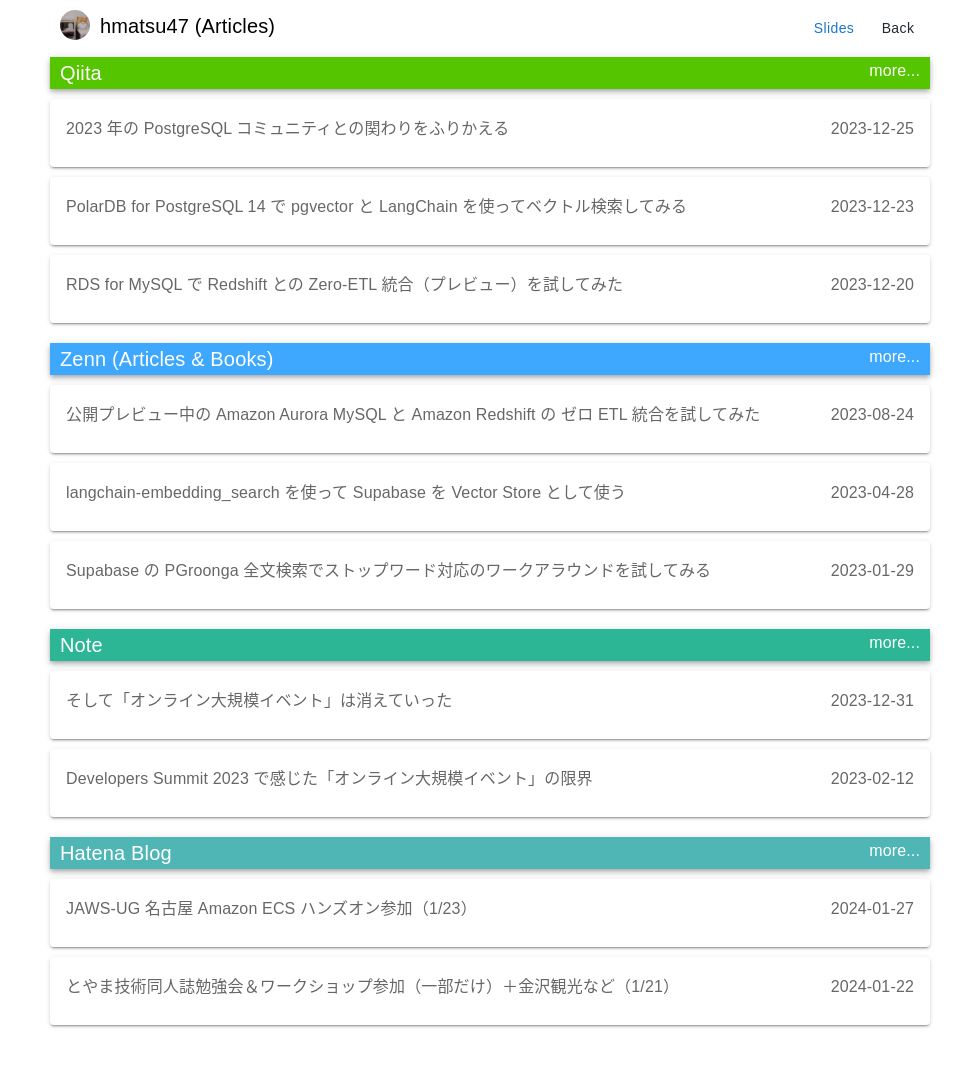 hmatsu47 (Articles)
Slides
Back
Qiita
more...
2023 年の PostgreSQL コミュニティとの関わりをふりかえる
2023-12-25
PolarDB for PostgreSQL 14 で pgvector と LangChain を使ってベクトル検索してみる
2023-12-23
RDS for MySQL で Redshift との Zero-ETL 統合（プレビュー）を試してみた
2023-12-20
Zenn (Articles & Books)
more...
公開プレビュー中の Amazon Aurora MySQL と Amazon Redshift の ゼロ ETL 統合を試してみた
2023-08-24
langchain-embedding_search を使って Supabase を Vector Store として使う
2023-04-28
Supabase の PGroonga 全文検索でストップワード対応のワークアラウンドを試してみる
2023-01-29
Note
more...
そして「オンライン大規模イベント」は消えていった
2023-12-31
Developers Summit 2023 で感じた「オンライン大規模イベント」の限界
2023-02-12
Hatena Blog
more...
JAWS-UG 名古屋 Amazon ECS ハンズオン参加（1/23）
2024-01-27
とやま技術同人誌勉強会＆ワークショップ参加（一部だけ）＋金沢観光など（1/21）
2024-01-22